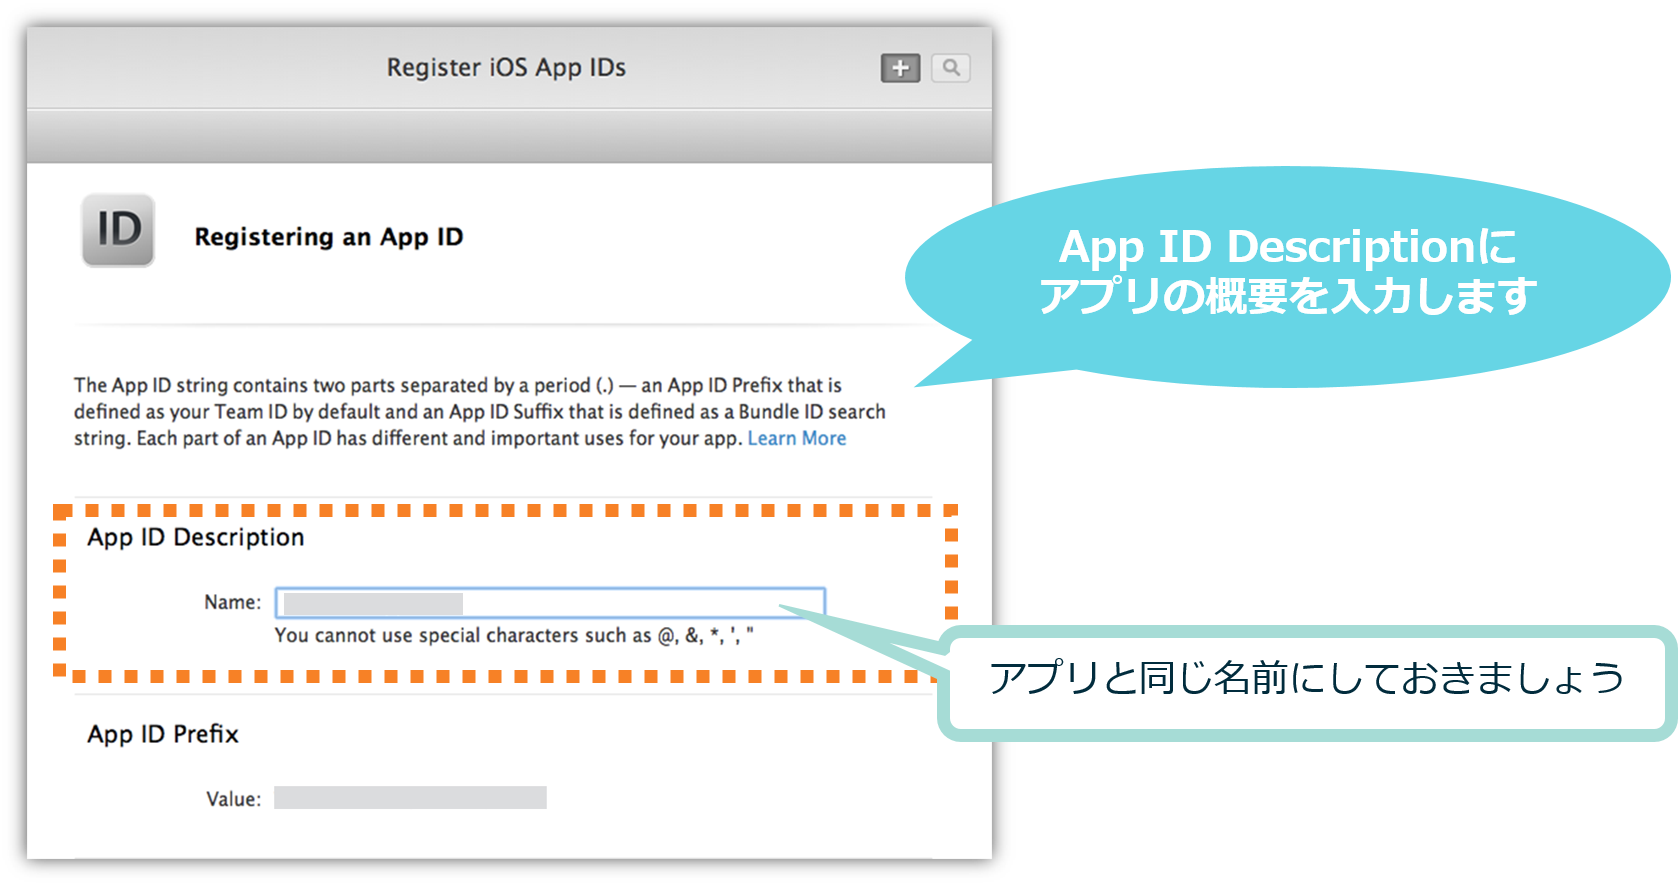 Register iOS App IDs
ID
Registering an App ID
App ID Descriptionに
アプリの概要を入力します
The App ID string contains two parts separated by a period (.) — an App ID Prefix that is
defined as your Team ID by default and an App ID Suffix that is defined as a Bundle ID search
string. Each part of an App ID has different and important uses for your app. Learn More
App ID Description
Name:
You cannot use special characters such as @, &, *, ', "
アプリと同じ名前にしておきましょう
App ID Prefix
Value: